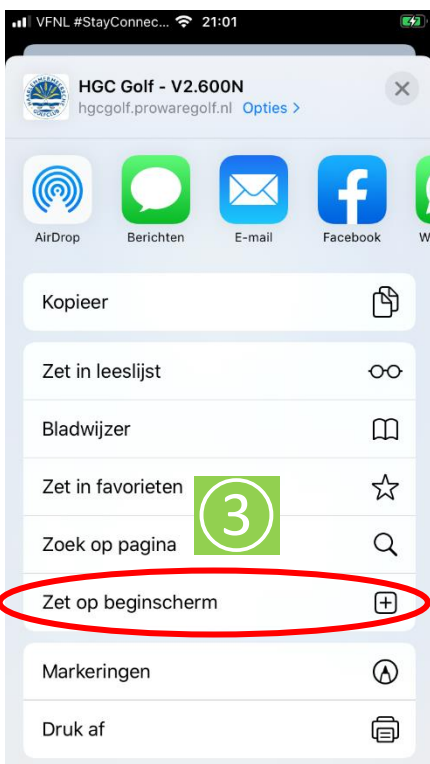 VFNL #StayConnec... 21:01
HGC Golf - V2.600N
hgcgolf.prowaregolf.nl Opties >
AirDrop Berichten E-mail Facebook W
Kopieer
Zet in leeslijst
Bladwijzer
Zet in favorieten
3
Zoek op pagina
Zet op beginscherm
Markeringen
Druk af